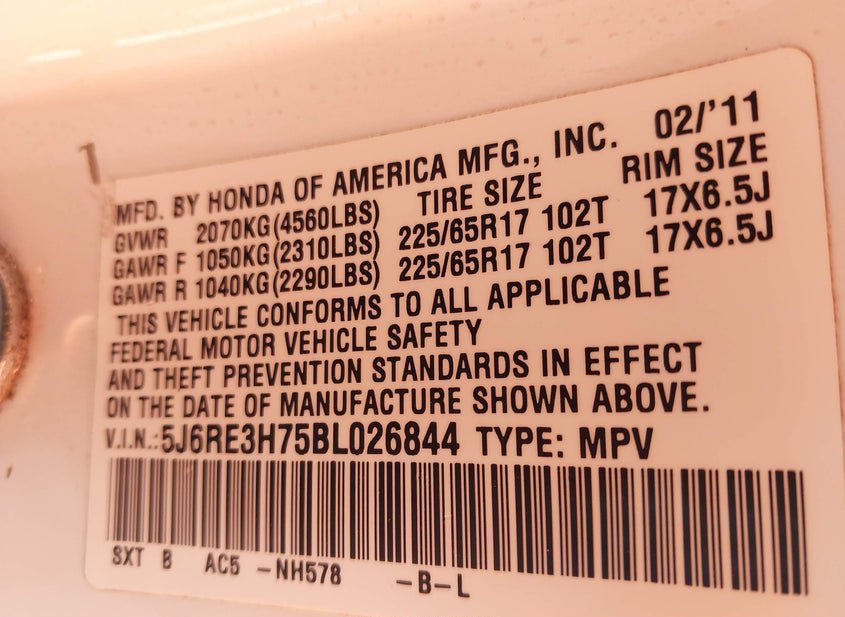 MFD. BY HONDA OF AMERICA MFG., INC. 02/'11
GVWR 2070KG(4560LBS) TIRE SIZE RIM SIZE
GAWR F 1050KG(2310LBS) 225/65R17 102T 17X6.5J
GAWR R 1040KG(2290LBS) 225/65R17 102T 17X6.5J
THIS VEHICLE CONFORMS TO ALL APPLICABLE
FEDERAL MOTOR VEHICLE SAFETY
AND THEFT PREVENTION STANDARDS IN EFFECT
ON THE DATE OF MANUFACTURE SHOWN ABOVE.
V.I.N.:5J6RE3H75BL026844 TYPE: MPV
SXT B AC5 -NH578 -B-L